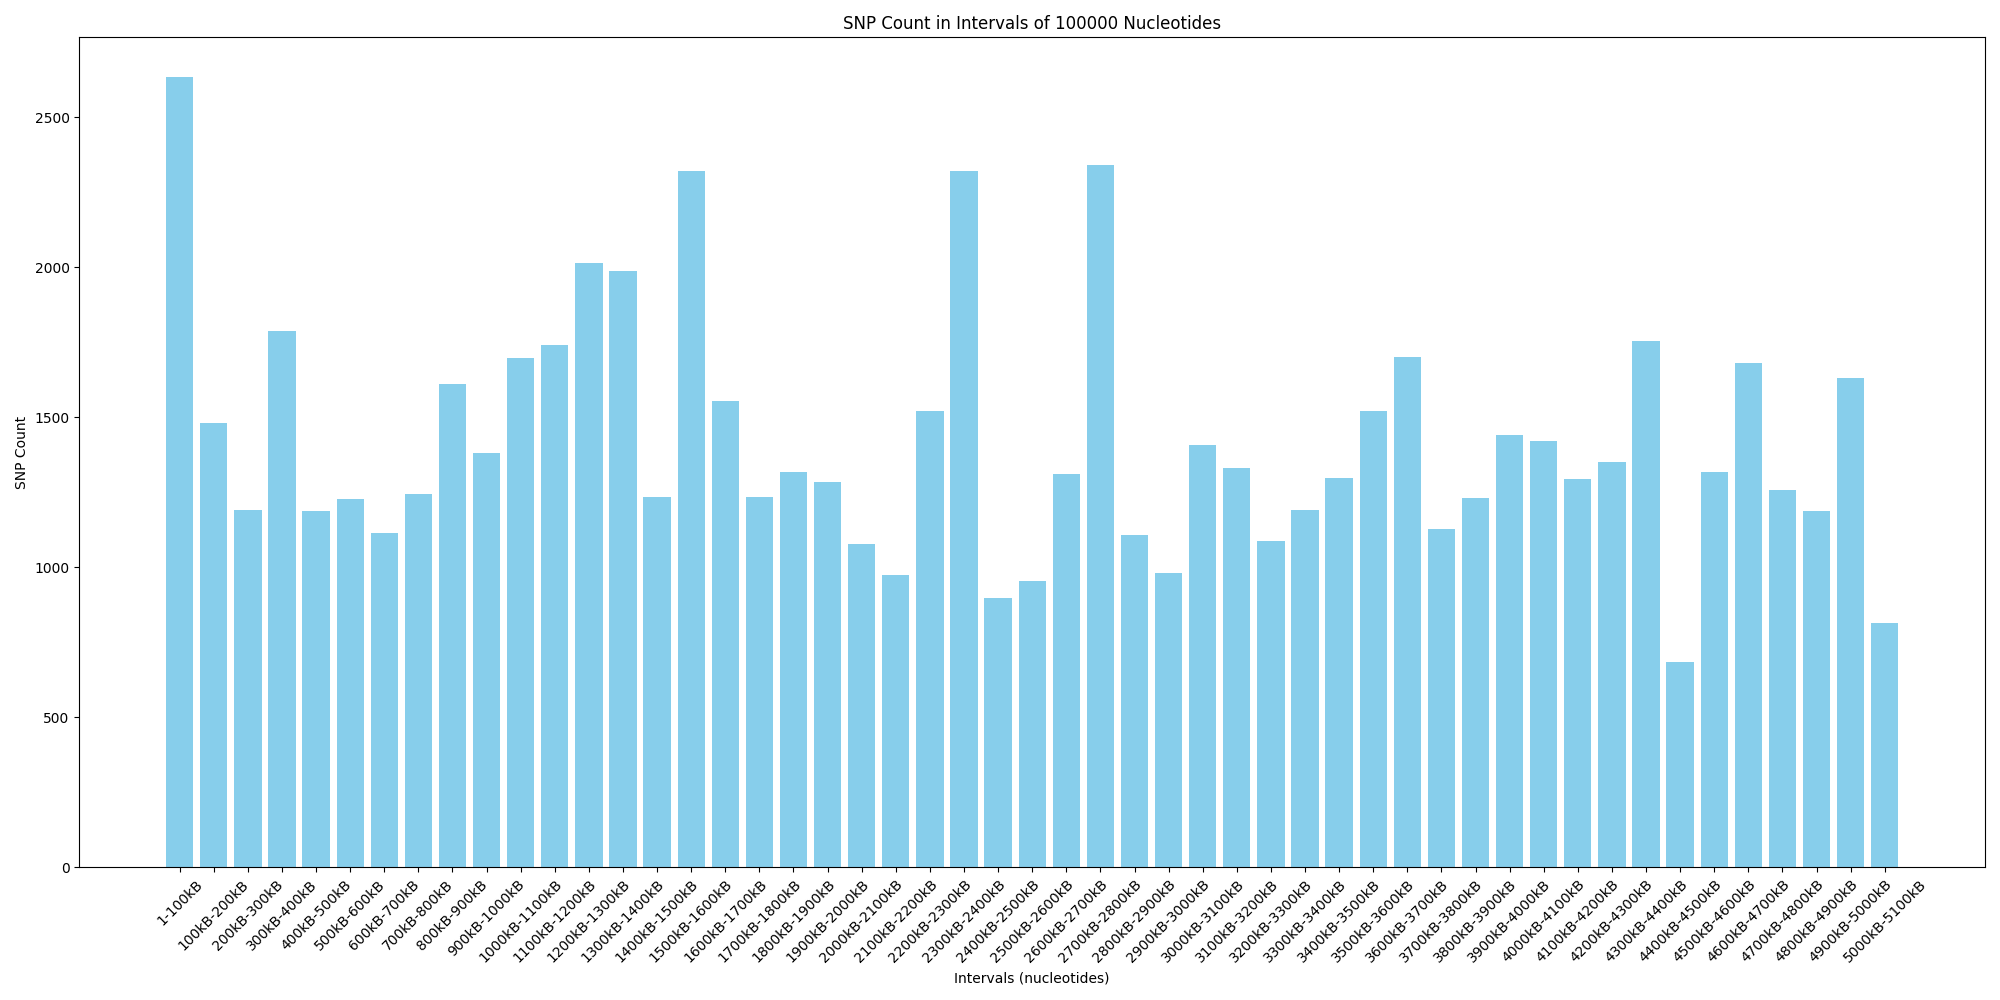 SNP Count in Intervals of 100000 Nucleotides
2500
2000
1500
1000
500
0
SNP Count
1-100kB
100kB-200kB
200kB-300kB
300kB-400kB
400kB-500kB
500kB-600kB
600kB-700kB
700kB-800kB
800kB-900kB
900kB-1000kB
1000kB-1100kB
1100kB-1200kB
1200kB-1300kB
1300kB-1400kB
1400kB-1500kB
1500kB-1600kB
1600kB-1700kB
1700kB-1800kB
1800kB-1900kB
1900kB-2000kB
2000kB-2100kB
2100kB-2200kB
2200kB-2300kB
2300kB-2400kB
2400kB-2500kB
2500kB-2600kB
2600kB-2700kB
2700kB-2800kB
2800kB-2900kB
2900kB-3000kB
3000kB-3100kB
3100kB-3200kB
3200kB-3300kB
3300kB-3400kB
3400kB-3500kB
3500kB-3600kB
3600kB-3700kB
3700kB-3800kB
3800kB-3900kB
3900kB-4000kB
4000kB-4100kB
4100kB-4200kB
4200kB-4300kB
4300kB-4400kB
4400kB-4500kB
4500kB-4600kB
4600kB-4700kB
4700kB-4800kB
4800kB-4900kB
4900kB-5000kB
5000kB-5100kB
Intervals (nucleotides)